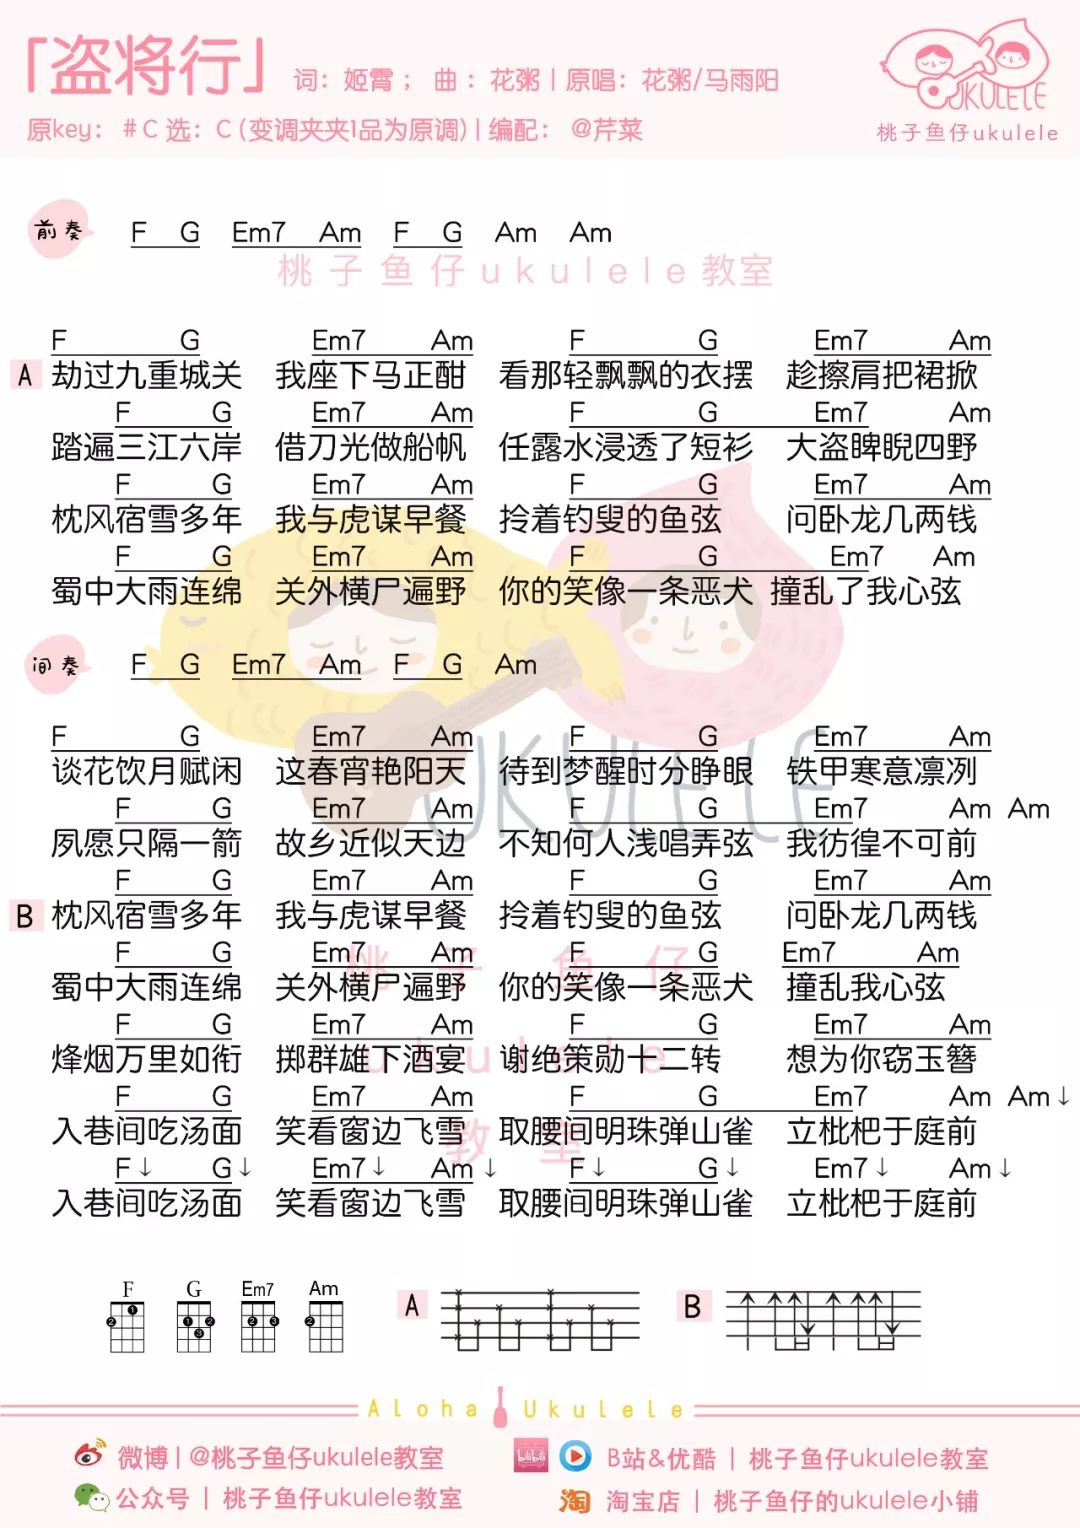 「盗将行」 词：姬霄； 曲：花粥 | 原唱：花粥/马雨阳
原key：#C 选：C (变调夹夹1品为原调) | 编配：@芹菜
UKULELE
桃子鱼仔ukulele
前奏 F G Em7 Am F G Am Am
桃子鱼仔ukulele教室
F G Em7 Am F G Em7 Am
A 劫过九重城关 我座下马正酣 看那轻飘飘的衣摆 趁擦肩把裙掀
F G Em7 Am F G Em7 Am
踏遍三江六岸 借刀光做船帆 任露水浸透了短衫 大盗睥睨四野
F G Em7 Am F G Em7 Am
枕风宿雪多年 我与虎谋早餐 拎着钓叟的鱼弦 问卧龙几两钱
F G Em7 Am F G Em7 Am
蜀中大雨连绵 关外横尸遍野 你的笑像一条恶犬 撞乱了我心弦
间奏 F G Em7 Am F G Am
F G Em7 Am F G Em7 Am
谈花饮月赋闲 这春宵艳阳天 待到梦醒时分睁眼 铁甲寒意凛冽
UKULELE
F G Em7 Am F G Em7 Am Am
夙愿只隔一箭 故乡近似天边 不知何人浅唱弄弦 我彷徨不可前
F G Em7 Am F G Em7 Am
B 枕风宿雪多年 我与虎谋早餐 拎着钓叟的鱼弦 问卧龙几两钱
F G Em7 Am F G Em7 Am
桃子鱼仔
蜀中大雨连绵 关外横尸遍野 你的笑像一条恶犬 撞乱我心弦
F G Em7 Am F G Em7 Am
烽烟万里如衔 掷群雄下酒宴 谢绝策勋十二转 想为你窃玉簪
ukulele
F G Em7 Am F G Em7 Am Am↓
入巷间吃汤面 笑看窗边飞雪 取腰间明珠弹山雀 立枇杷于庭前
教室
F↓ G↓ Em7↓ Am↓ F↓ G↓ Em7↓ Am↓
入巷间吃汤面 笑看窗边飞雪 取腰间明珠弹山雀 立枇杷于庭前
F G Em7 Am A B
2 1 1 2 3 2 3 2
Aloha Ukulele
微博 | @桃子鱼仔ukulele教室 bilibili B站&优酷 | 桃子鱼仔ukulele教室
公众号 | 桃子鱼仔ukulele教室 淘 淘宝店 | 桃子鱼仔的ukulele小铺